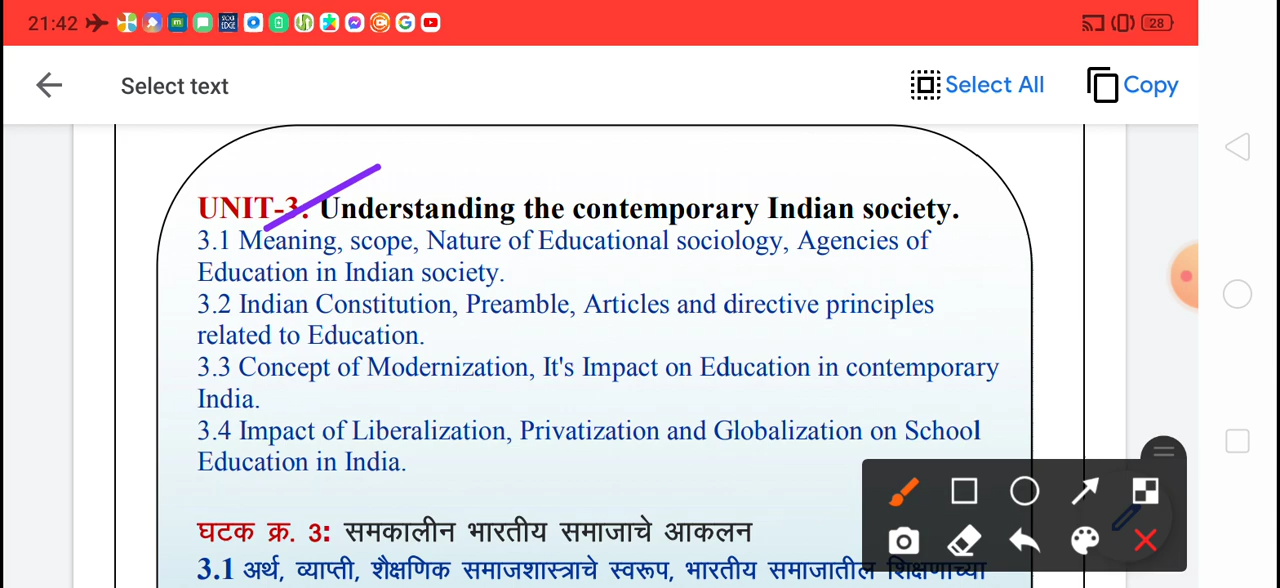 21:42
28
Select text
Select All
Copy
UNIT-3: Understanding the contemporary Indian society.
3.1 Meaning, scope, Nature of Educational sociology, Agencies of
Education in Indian society.
3.2 Indian Constitution, Preamble, Articles and directive principles
related to Education.
3.3 Concept of Modernization, It's Impact on Education in contemporary
India.
3.4 Impact of Liberalization, Privatization and Globalization on School
Education in India.
घटक क्र. 3: समकालीन भारतीय समाजाचे आकलन
3.1 अर्थ, व्याप्ती, शैक्षणिक समाजशास्त्राचे स्वरूप, भारतीय समाजातील शिक्षणाच्या